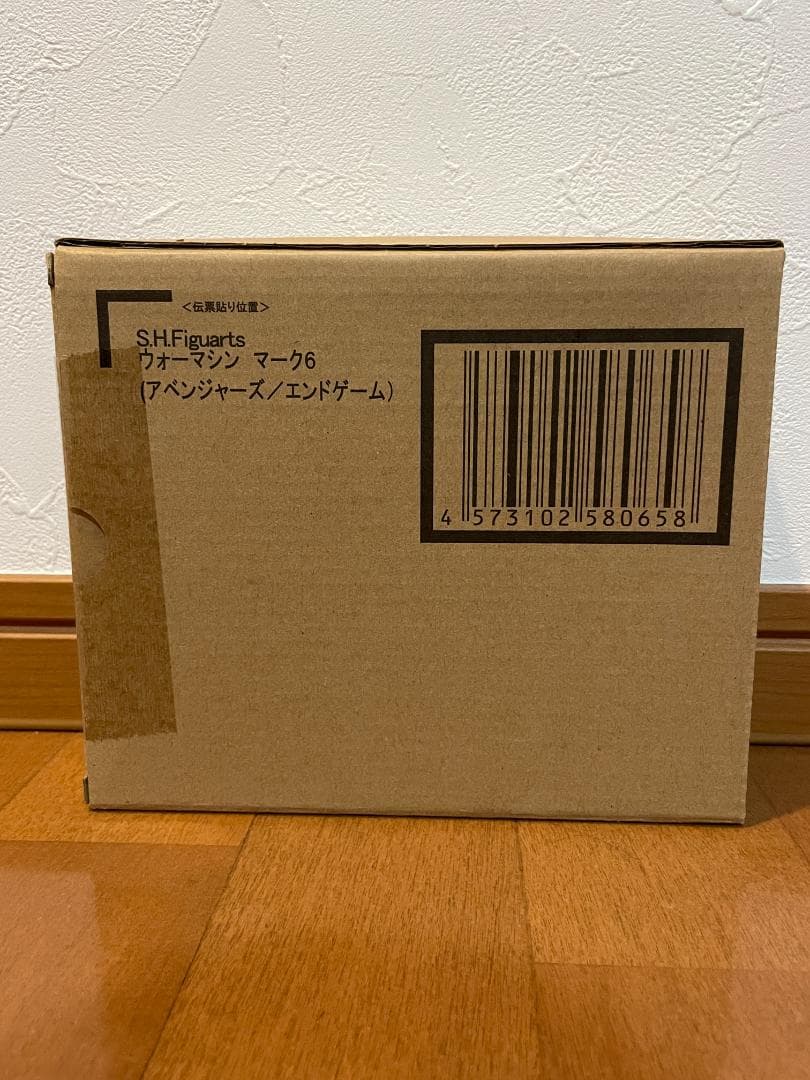 ＜伝票貼り位置＞
S.H.Figuarts
ウォーマシン マーク6
(アベンジャーズ／エンドゲーム)
4 573102 580658